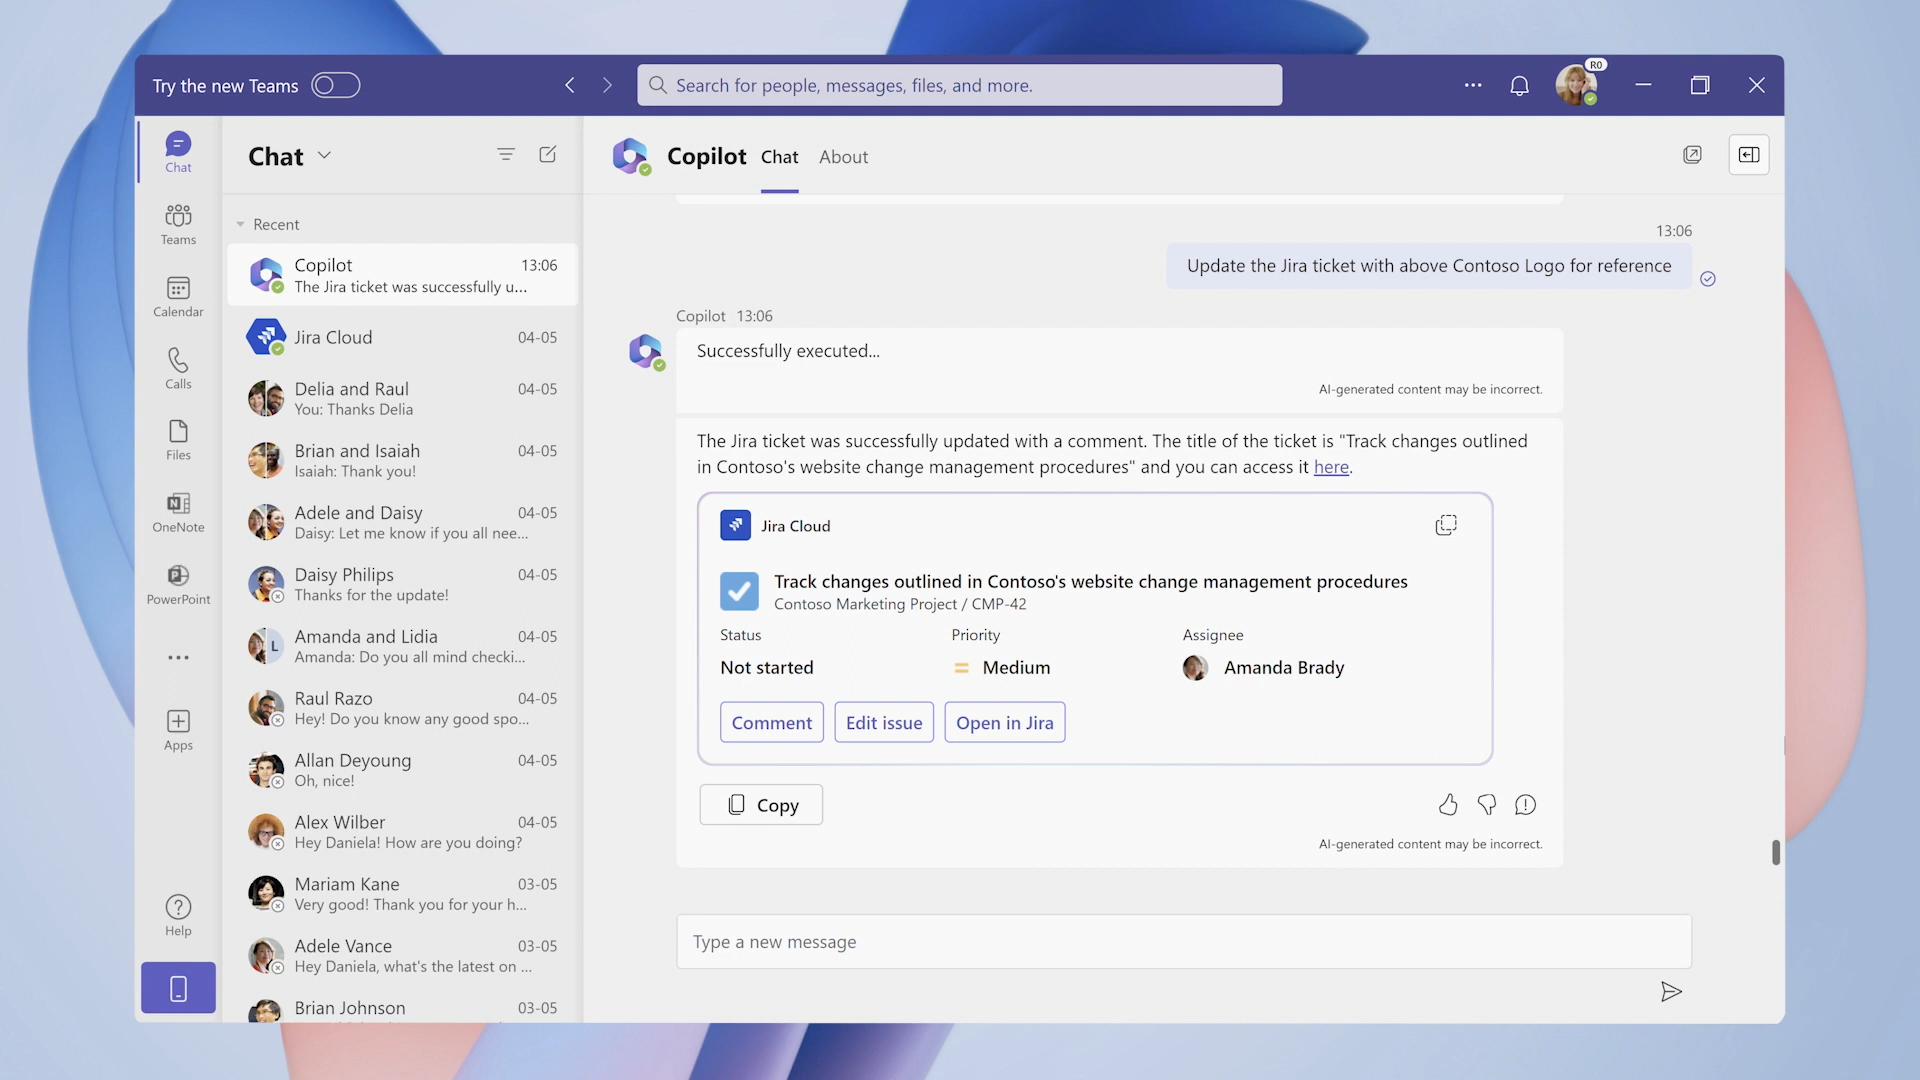 Try the new Teams
Search for people, messages, files, and more.
RO
Chat
Teams
Calendar
Calls
Files
OneNote
PowerPoint
Apps
Help
Chat
Recent
Copilot 13:06
The Jira ticket was successfully u...
Jira Cloud 04-05
Delia and Raul 04-05
You: Thanks Delia
Brian and Isaiah 04-05
Isaiah: Thank you!
Adele and Daisy 04-05
Daisy: Let me know if you all nee...
Daisy Philips 04-05
Thanks for the update!
L
Amanda and Lidia 04-05
Amanda: Do you all mind checki...
Raul Razo 04-05
Hey! Do you know any good spo...
Allan Deyoung 04-05
Oh, nice!
Alex Wilber 04-05
Hey Daniela! How are you doing?
Mariam Kane 03-05
Very good! Thank you for your h...
Adele Vance 03-05
Hey Daniela, what's the latest on ...
Brian Johnson 03-05
Copilot Chat About
13:06
Update the Jira ticket with above Contoso Logo for reference
Copilot 13:06
Successfully executed...
AI-generated content may be incorrect.
The Jira ticket was successfully updated with a comment. The title of the ticket is "Track changes outlined
in Contoso's website change management procedures" and you can access it here.
Jira Cloud
Track changes outlined in Contoso's website change management procedures
Contoso Marketing Project / CMP-42
Status Priority Assignee
Not started Medium Amanda Brady
Comment Edit issue Open in Jira
Copy
AI-generated content may be incorrect.
Type a new message